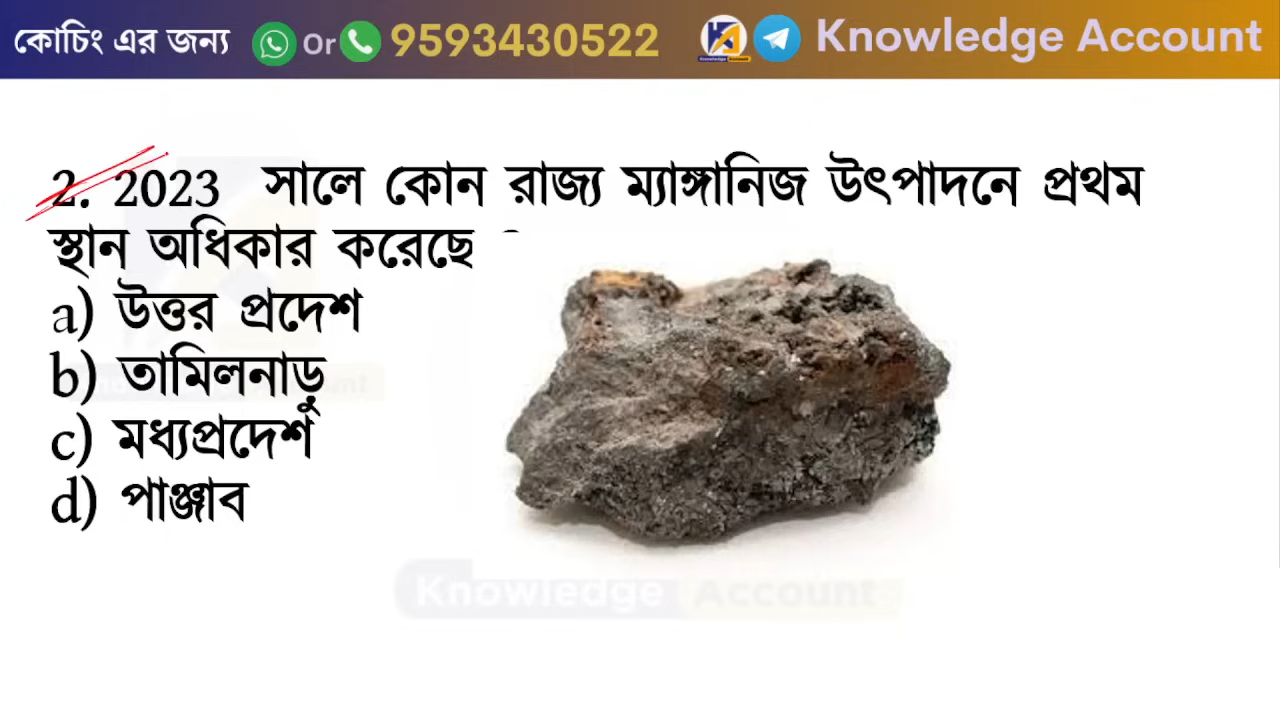 কোচিং এর জন্য Or 9593430522 Knowledge Account
2. 2023 সালে কোন রাজ্য ম্যাঙ্গানিজ উৎপাদনে প্রথম
স্থান অধিকার করেছে
a) উত্তর প্রদেশ
b) তামিলনাড়ু
c) মধ্যপ্রদেশ
d) পাঞ্জাব
Knowledge Account